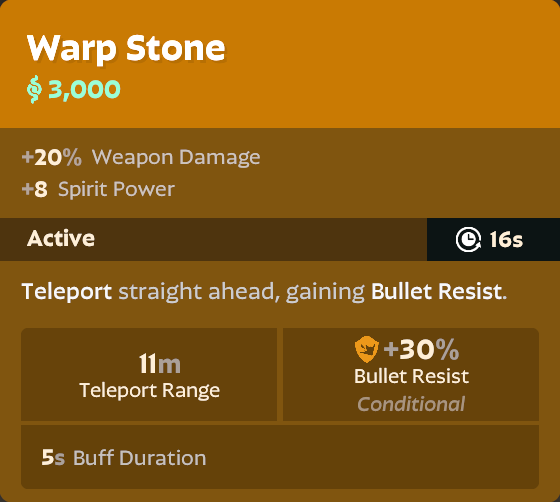 Warp Stone
3,000
+20% Weapon Damage
+8 Spirit Power
Active
16s
Teleport straight ahead, gaining Bullet Resist.
11m
Teleport Range
+30%
Bullet Resist
Conditional
5s Buff Duration